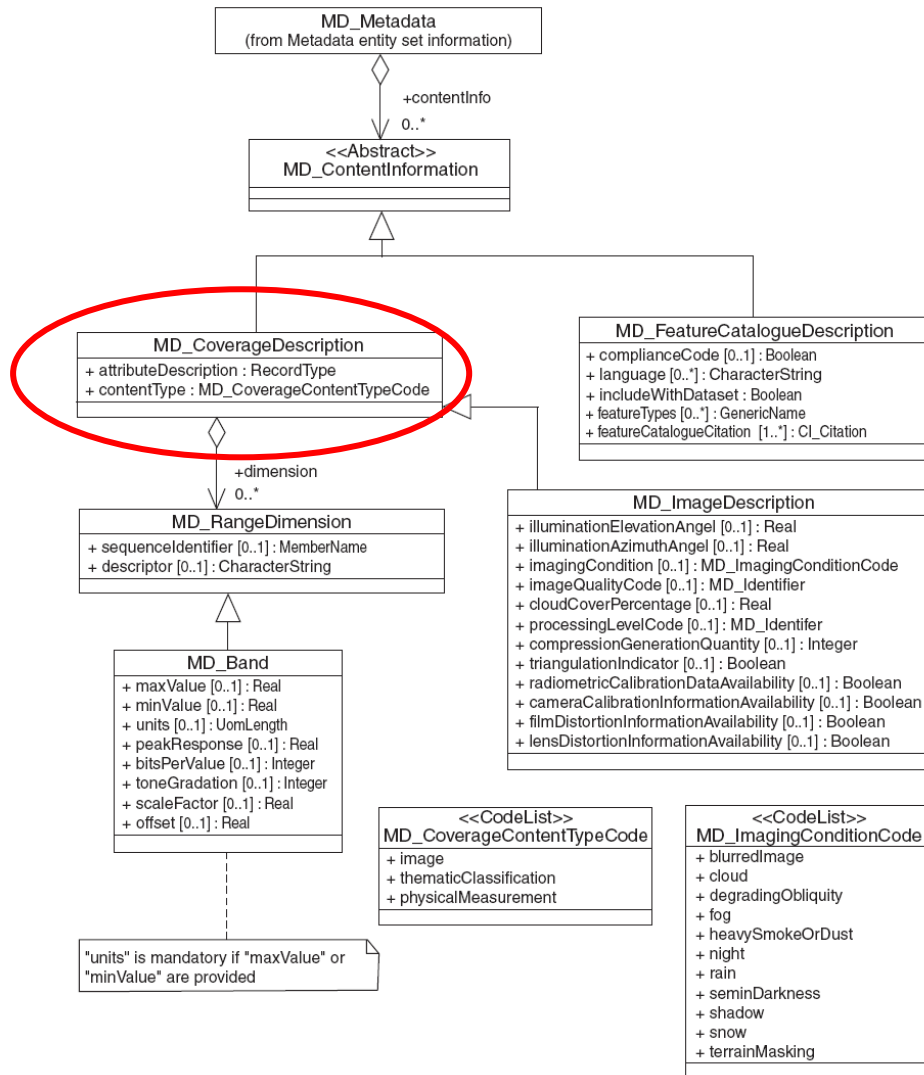 MD_Metadata
(from Metadata entity set information)
+contentInfo
0..*
<<Abstract>>
MD_ContentInformation
MD_CoverageDescription
+ attributeDescription : RecordType
+ contentType : MD_CoverageContentTypeCode
MD_FeatureCatalogueDescription
+ complianceCode [0..1] : Boolean
+ language [0..*] : CharacterString
+ includeWithDataset : Boolean
+ featureTypes [0..*] : GenericName
+ featureCatalogueCitation [1..*] : CI_Citation
+dimension
0..*
MD_RangeDimension
+ sequenceIdentifier [0..1] : MemberName
+ descriptor [0..1] : CharacterString
MD_ImageDescription
+ illuminationElevationAngel [0..1] : Real
+ illuminationAzimuthAngel [0..1] : Real
+ imagingCondition [0..1] : MD_ImagingConditionCode
+ imageQualityCode [0..1] : MD_Identifier
+ cloudCoverPercentage [0..1] : Real
+ processingLevelCode [0..1] : MD_Identifer
+ compressionGenerationQuantity [0..1] : Integer
+ triangulationIndicator [0..1] : Boolean
+ radiometricCalibrationDataAvailability [0..1] : Boolean
+ cameraCalibrationInformationAvailability [0..1] : Boolean
+ filmDistortionInformationAvailability [0..1] : Boolean
+ lensDistortionInformationAvailability [0..1] : Boolean
MD_Band
+ maxValue [0..1] : Real
+ minValue [0..1] : Real
+ units [0..1] : UomLength
+ peakResponse [0..1] : Real
+ bitsPerValue [0..1] : Integer
+ toneGradation [0..1] : Integer
+ scaleFactor [0..1] : Real
+ offset [0..1] : Real
"units" is mandatory if "maxValue" or
"minValue" are provided
<<CodeList>>
MD_CoverageContentTypeCode
+ image
+ thematicClassification
+ physicalMeasurement
<<CodeList>>
MD_ImagingConditionCode
+ blurredImage
+ cloud
+ degradingObliquity
+ fog
+ heavySmokeOrDust
+ night
+ rain
+ seminDarkness
+ shadow
+ snow
+ terrainMasking